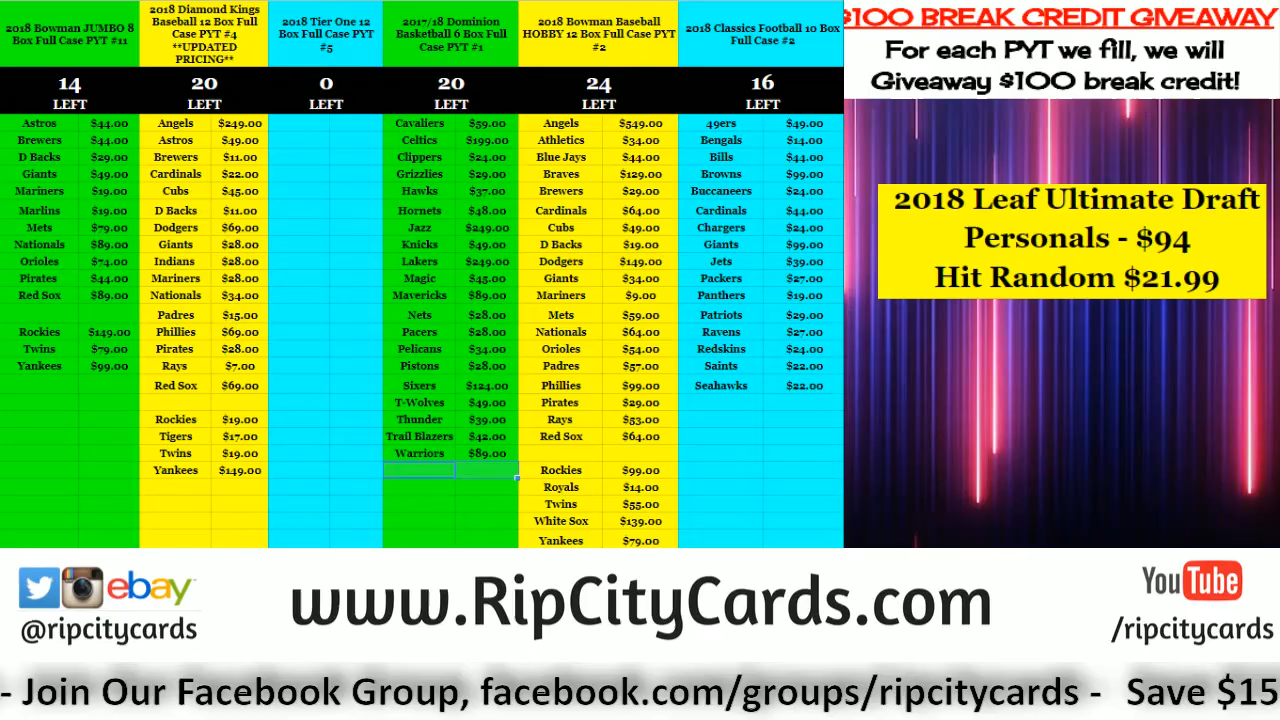 2018 Bowman JUMBO 8
Box Full Case PYT #11
14
LEFT
Astros $44.00
Brewers $44.00
D Backs $29.00
Giants $49.00
Mariners $19.00
Marlins $19.00
Mets $79.00
Nationals $89.00
Orioles $74.00
Pirates $44.00
Red Sox $89.00
Rockies $149.00
Twins $79.00
Yankees $99.00
2018 Diamond Kings
Baseball 12 Box Full
Case PYT #4
**UPDATED
PRICING**
20
LEFT
Angels $249.00
Astros $49.00
Brewers $11.00
Cardinals $22.00
Cubs $45.00
D Backs $11.00
Dodgers $69.00
Giants $28.00
Indians $28.00
Mariners $28.00
Nationals $34.00
Padres $15.00
Phillies $69.00
Pirates $28.00
Rays $7.00
Red Sox $69.00
Rockies $19.00
Tigers $17.00
Twins $19.00
Yankees $149.00
2018 Tier One 12
Box Full Case PYT
#5
0
LEFT
2017/18 Dominion
Basketball 6 Box Full
Case PYT #1
20
LEFT
Cavaliers $59.00
Celtics $199.00
Clippers $24.00
Grizzlies $29.00
Hawks $37.00
Hornets $48.00
Jazz $249.00
Knicks $49.00
Lakers $249.00
Magic $45.00
Mavericks $89.00
Nets $28.00
Pacers $28.00
Pelicans $34.00
Pistons $28.00
Sixers $124.00
T-Wolves $49.00
Thunder $39.00
Trail Blazers $42.00
Warriors $89.00
2018 Bowman Baseball
HOBBY 12 Box Full Case PYT
#2
24
LEFT
Angels $549.00
Athletics $34.00
Blue Jays $44.00
Braves $129.00
Brewers $29.00
Cardinals $64.00
Cubs $49.00
D Backs $19.00
Dodgers $149.00
Giants $34.00
Mariners $9.00
Mets $59.00
Nationals $64.00
Orioles $54.00
Padres $57.00
Phillies $99.00
Pirates $29.00
Rays $53.00
Red Sox $64.00
Rockies $99.00
Royals $14.00
Twins $55.00
White Sox $139.00
Yankees $79.00
2018 Classics Football 10 Box
Full Case #2
16
LEFT
49ers $49.00
Bengals $14.00
Bills $44.00
Browns $99.00
Buccaneers $24.00
Cardinals $44.00
Chargers $24.00
Giants $99.00
Jets $39.00
Packers $27.00
Panthers $19.00
Patriots $29.00
Ravens $27.00
Redskins $24.00
Saints $22.00
Seahawks $22.00
$100 BREAK CREDIT GIVEAWAY
For each PYT we fill, we will
Giveaway $100 break credit!
2018 Leaf Ultimate Draft
Personals - $94
Hit Random $21.99
ebay
@ripcitycards
www.RipCityCards.com
YouTube
/ripcitycards
- Join Our Facebook Group, facebook.com/groups/ripcitycards - Save $15